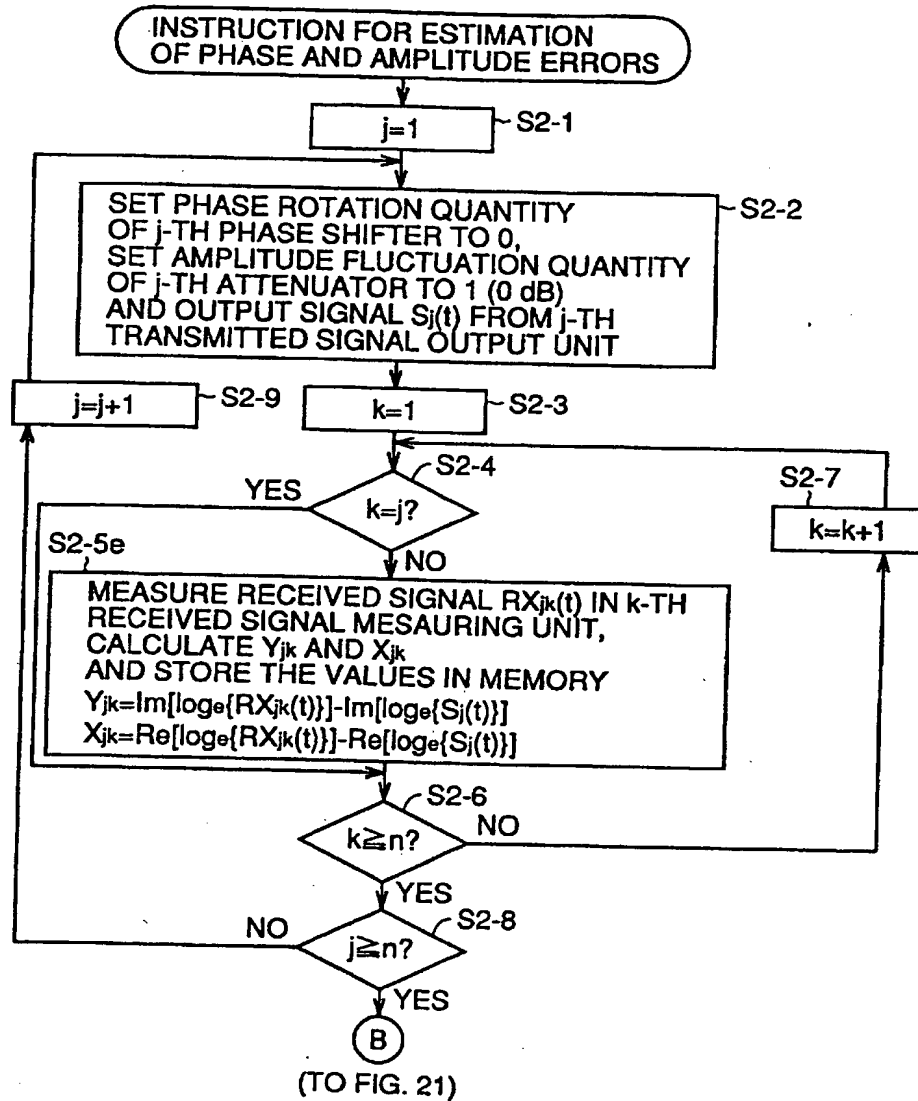 INSTRUCTION FOR ESTIMATION
OF PHASE AND AMPLITUDE ERRORS
j=1
S2-1
SET PHASE ROTATION QUANTITY
OF j-TH PHASE SHIFTER TO 0,
SET AMPLITUDE FLUCTUATION QUANTITY
OF j-TH ATTENUATOR TO 1 (0 dB)
AND OUTPUT SIGNAL Sj(t) FROM j-TH
TRANSMITTED SIGNAL OUTPUT UNIT
S2-2
j=j+1
S2-9
k=1
S2-3
S2-4
YES
k=j?
NO
S2-7
k=k+1
S2-5e
MEASURE RECEIVED SIGNAL RXjk(t) IN k-TH
RECEIVED SIGNAL MESAURING UNIT,
CALCULATE Yjk AND Xjk
AND STORE THE VALUES IN MEMORY
Yjk=Im[loge{RXjk(t)}]-Im[loge{Sj(t)}]
Xjk=Re[loge{RXjk(t)}]-Re[loge{Sj(t)}]
S2-6
k≧n?
NO
YES
S2-8
NO
j≧n?
YES
B
(TO FIG. 21)